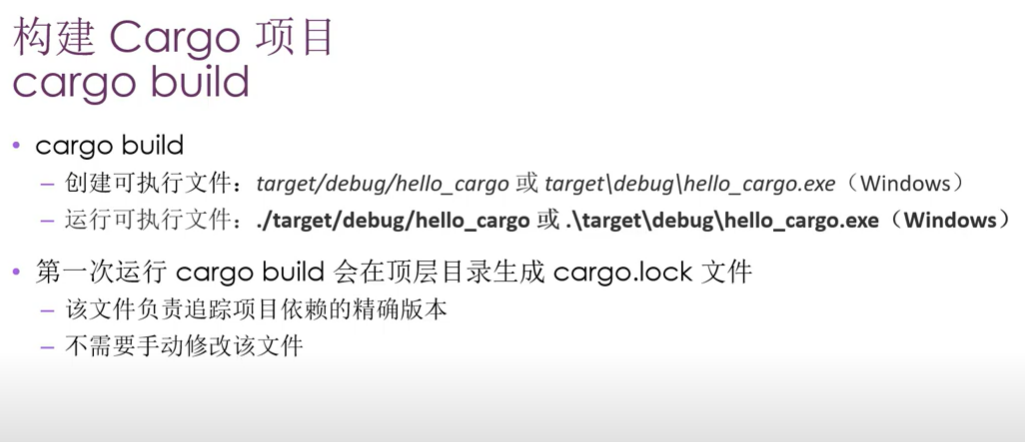 构建 Cargo 项目
cargo build
• cargo build
– 创建可执行文件：target/debug/hello_cargo 或 target\debug\hello_cargo.exe（Windows）
– 运行可执行文件：./target/debug/hello_cargo 或 .\target\debug\hello_cargo.exe（Windows）
• 第一次运行 cargo build 会在顶层目录生成 cargo.lock 文件
– 该文件负责追踪项目依赖的精确版本
– 不需要手动修改该文件